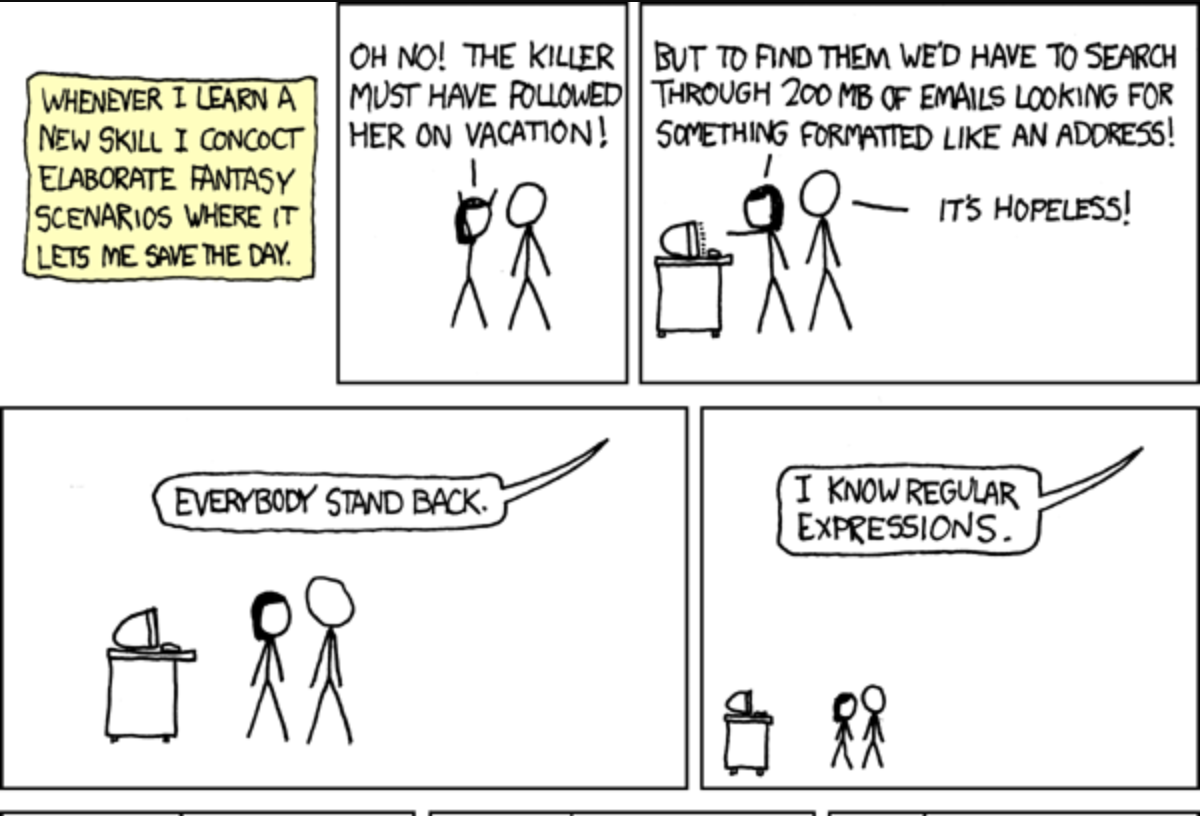 WHENEVER I LEARN A
NEW SKILL I CONCOCT
ELABORATE FANTASY
SCENARIOS WHERE IT
LETS ME SAVE THE DAY.
OH NO! THE KILLER
MUST HAVE FOLLOWED
HER ON VACATION!
BUT TO FIND THEM WE'D HAVE TO SEARCH
THROUGH 200 MB OF EMAILS LOOKING FOR
SOMETHING FORMATTED LIKE AN ADDRESS!
IT'S HOPELESS!
EVERYBODY STAND BACK.
I KNOW REGULAR
EXPRESSIONS.